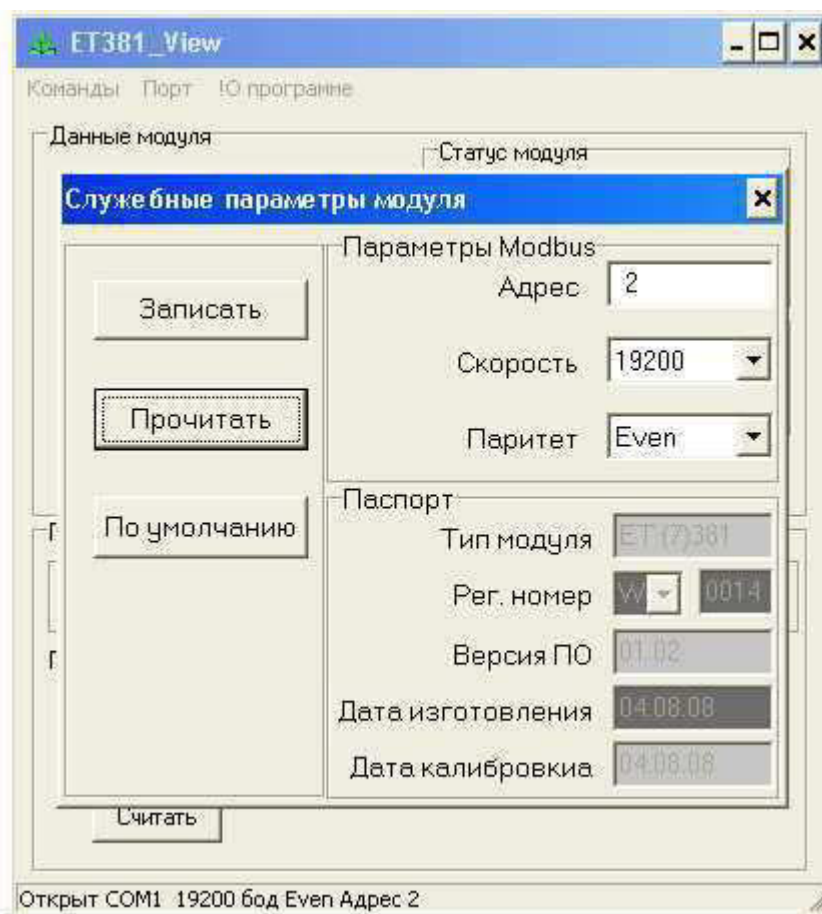 ET381_View
Команды Порт !О програмне
Данные модуля
Статус модуля
Служебные параметры модуля
Параметры Modbus
Адрес 2
Записать
Скорость 19200
Прочитать
Паритет Even
Паспорт
По умолчанию
Тип модуля ET (7)381
Рег. номер W 0014
Версия ПО 01.02
Дата изготовления 04.08.08
Дата калибровкиа 04.08.08
Считать
Открыт COM1 19200 бод Even Адрес 2